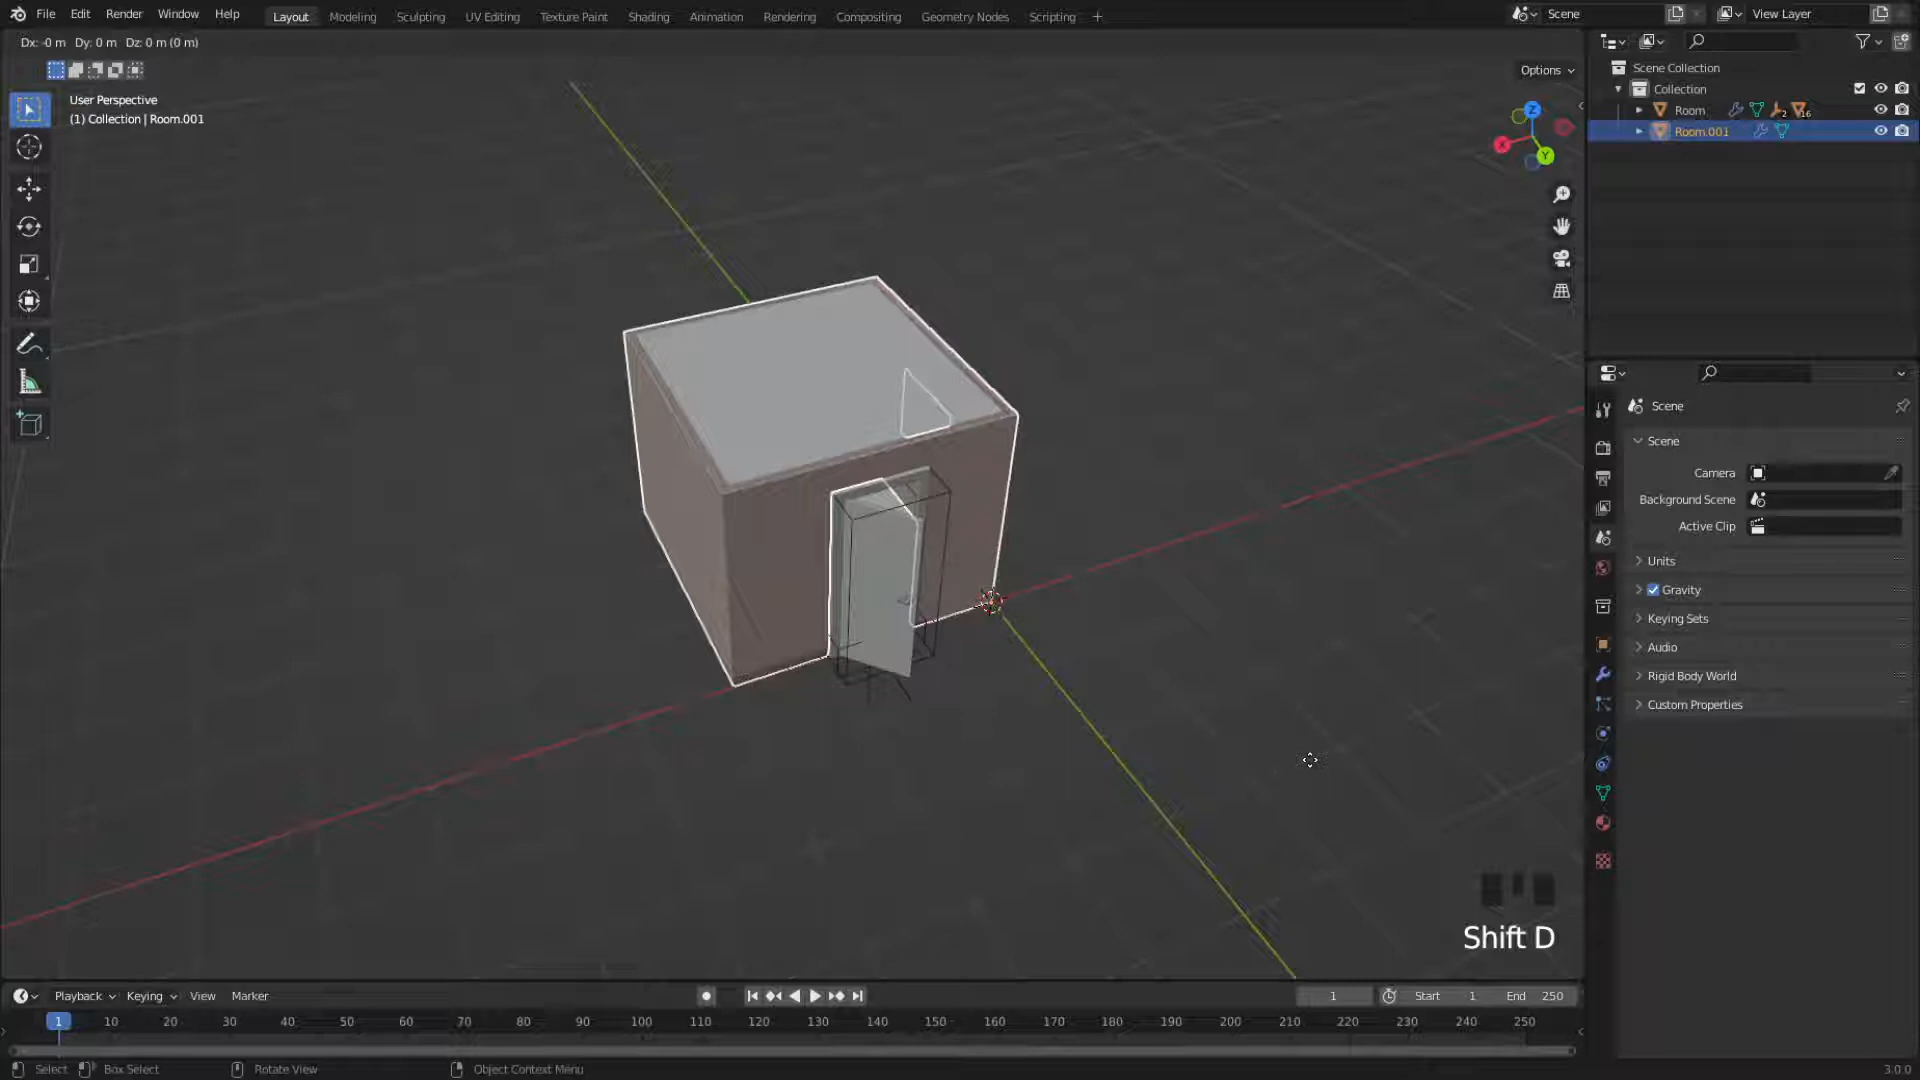 File Edit Render Window Help Layout Modeling Sculpting UV Editing Texture Paint Shading Animation Rendering Compositing Geometry Nodes Scripting + Scene View Layer
Dx: -0 m Dy: 0 m Dz: 0 m (0 m)
Options
User Perspective
(1) Collection | Room.001
Z
X
Y
Scene Collection
Collection
Room 2 16
Room.001
Scene
Scene
Camera
Background Scene
Active Clip
Units
Gravity
Keying Sets
Audio
Rigid Body World
Custom Properties
Shift D
Playback Keying View Marker 1 Start 1 End 250
1 10 20 30 40 50 60 70 80 90 100 110 120 130 140 150 160 170 180 190 200 210 220 230 240 250
Select Box Select Rotate View Object Context Menu 3.0.0